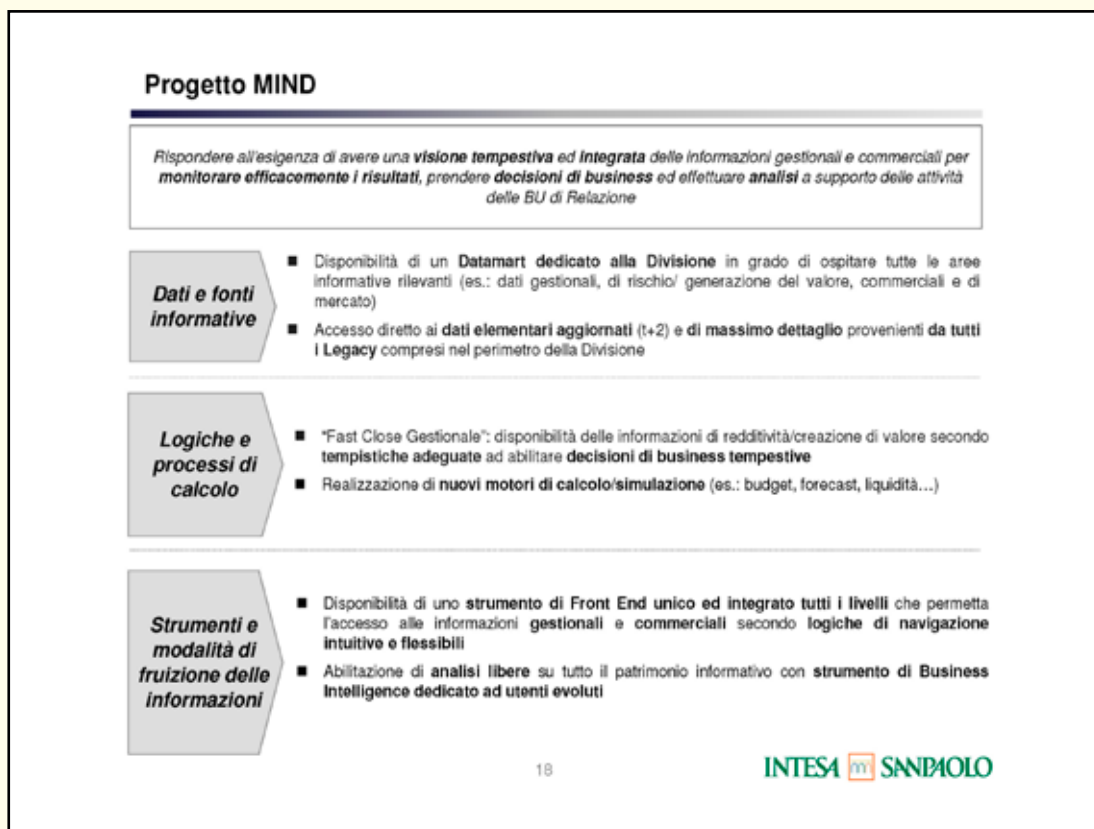 Progetto MIND
Rispondere all'esigenza di avere una visione tempestiva ed integrata delle informazioni gestionali e commerciali per
monitorare efficacemente i risultati, prendere decisioni di business ed effettuare analisi a supporto delle attività
delle BU di Relazione
Dati e fonti
informative
■ Disponibilità di un Datamart dedicato alla Divisione in grado di ospitare tutte le aree
informative rilevanti (es.: dati gestionali, di rischio/ generazione del valore, commerciali e di
mercato)
■ Accesso diretto ai dati elementari aggiornati (t+2) e di massimo dettaglio provenienti da tutti
i Legacy compresi nel perimetro della Divisione
Logiche e
processi di
calcolo
■ "Fast Close Gestionale": disponibilità delle informazioni di redditività/creazione di valore secondo
tempistiche adeguate ad abilitare decisioni di business tempestive
■ Realizzazione di nuovi motori di calcolo/simulazione (es.: budget, forecast, liquidità...)
Strumenti e
modalità di
fruizione delle
informazioni
■ Disponibilità di uno strumento di Front End unico ed integrato tutti i livelli che permetta
l'accesso alle informazioni gestionali e commerciali secondo logiche di navigazione
intuitive e flessibili
■ Abilitazione di analisi libere su tutto il patrimonio informativo con strumento di Business
Intelligence dedicato ad utenti evoluti
18
INTESA SANPAOLO